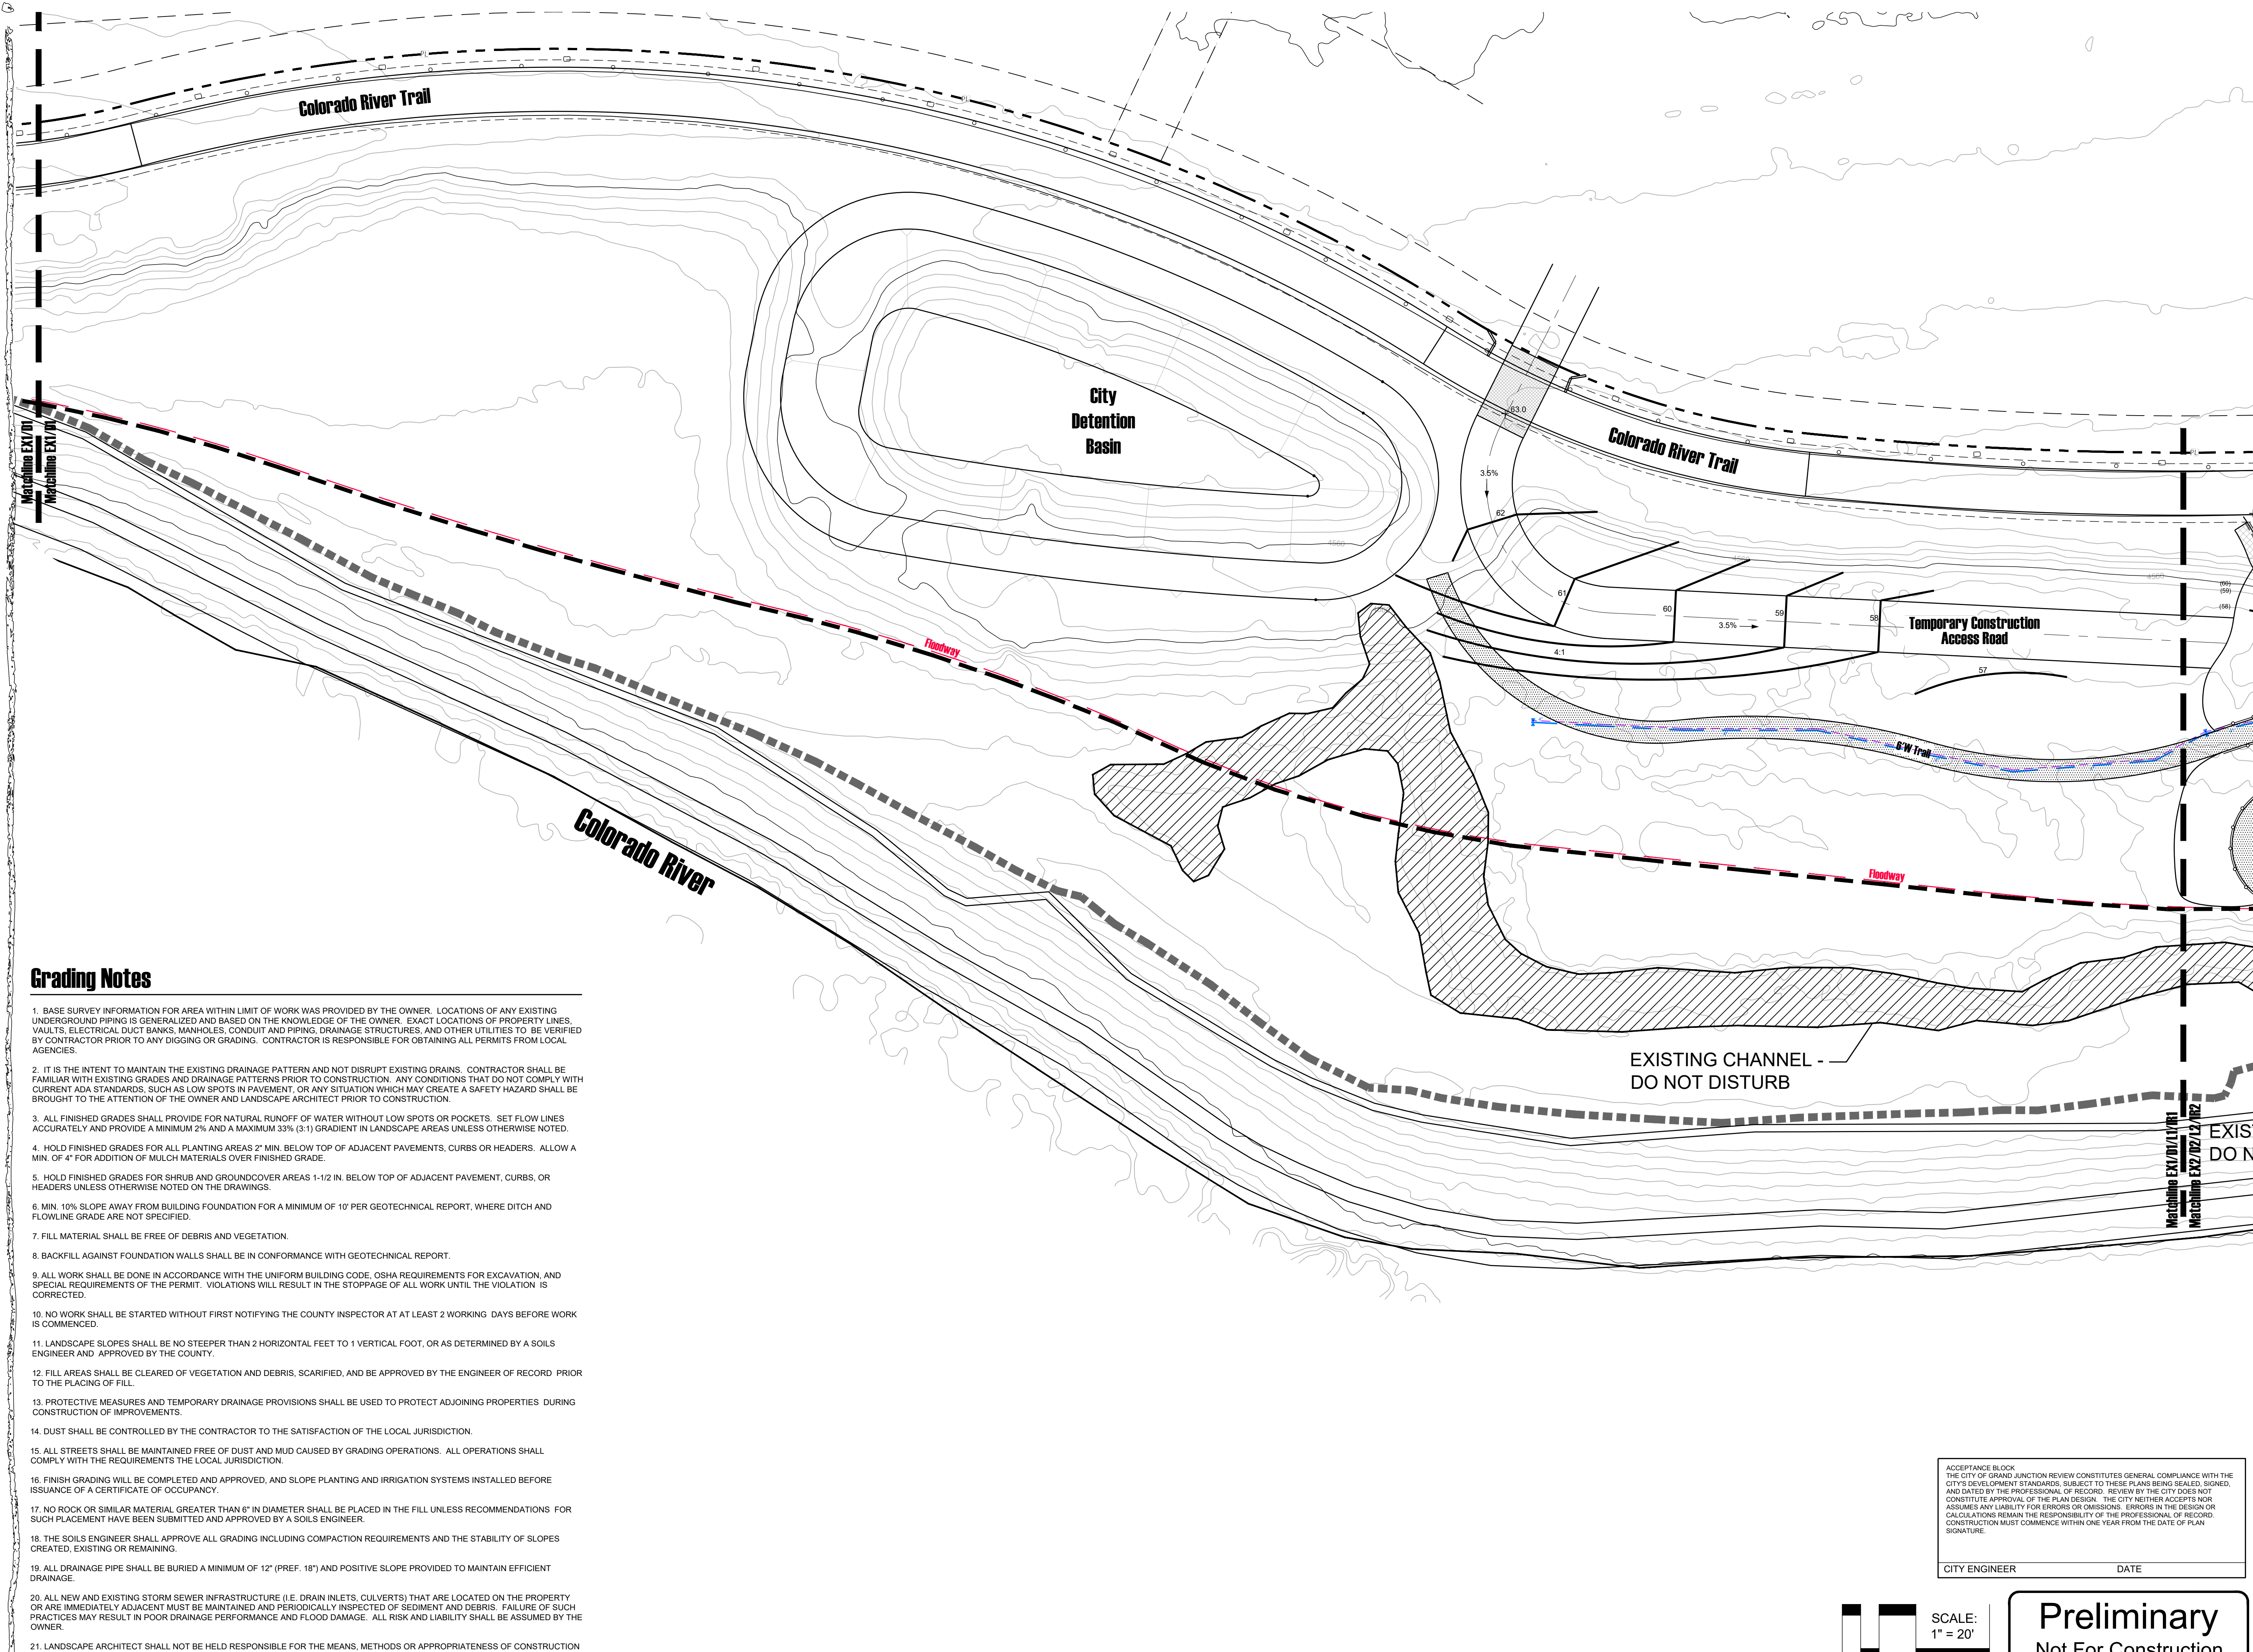 PL
Colorado River Trail
PL
City
Detention
Basin
63.0
3.5%
62
Colorado River Trail
PL
Matchline EX1/D1
Matchline EX1/D1
4560
4560
4560
61
60
59
58
3.5%
4:1
57
(60)
(59)
(58)
Temporary Construction
Access Road
Floodway
6'W Trail
Floodway
Colorado River
EXISTING CHANNEL -
DO NOT DISTURB
Matchline EX1/D1/L1/IR1
Matchline EX2/D2/L2/IR2
EXIS
DO N
Grading Notes
1. BASE SURVEY INFORMATION FOR AREA WITHIN LIMIT OF WORK WAS PROVIDED BY THE OWNER. LOCATIONS OF ANY EXISTING
UNDERGROUND PIPING IS GENERALIZED AND BASED ON THE KNOWLEDGE OF THE OWNER. EXACT LOCATIONS OF PROPERTY LINES,
VAULTS, ELECTRICAL DUCT BANKS, MANHOLES, CONDUIT AND PIPING, DRAINAGE STRUCTURES, AND OTHER UTILITIES TO BE VERIFIED
BY CONTRACTOR PRIOR TO ANY DIGGING OR GRADING. CONTRACTOR IS RESPONSIBLE FOR OBTAINING ALL PERMITS FROM LOCAL
AGENCIES.
2. IT IS THE INTENT TO MAINTAIN THE EXISTING DRAINAGE PATTERN AND NOT DISRUPT EXISTING DRAINS. CONTRACTOR SHALL BE
FAMILIAR WITH EXISTING GRADES AND DRAINAGE PATTERNS PRIOR TO CONSTRUCTION. ANY CONDITIONS THAT DO NOT COMPLY WITH
CURRENT ADA STANDARDS, SUCH AS LOW SPOTS IN PAVEMENT, OR ANY SITUATION WHICH MAY CREATE A SAFETY HAZARD SHALL BE
BROUGHT TO THE ATTENTION OF THE OWNER AND LANDSCAPE ARCHITECT PRIOR TO CONSTRUCTION.
3. ALL FINISHED GRADES SHALL PROVIDE FOR NATURAL RUNOFF OF WATER WITHOUT LOW SPOTS OR POCKETS. SET FLOW LINES
ACCURATELY AND PROVIDE A MINIMUM 2% AND A MAXIMUM 33% (3:1) GRADIENT IN LANDSCAPE AREAS UNLESS OTHERWISE NOTED.
4. HOLD FINISHED GRADES FOR ALL PLANTING AREAS 2" MIN. BELOW TOP OF ADJACENT PAVEMENTS, CURBS OR HEADERS. ALLOW A
MIN. OF 4" FOR ADDITION OF MULCH MATERIALS OVER FINISHED GRADE.
5. HOLD FINISHED GRADES FOR SHRUB AND GROUNDCOVER AREAS 1-1/2 IN. BELOW TOP OF ADJACENT PAVEMENT, CURBS, OR
HEADERS UNLESS OTHERWISE NOTED ON THE DRAWINGS.
6. MIN. 10% SLOPE AWAY FROM BUILDING FOUNDATION FOR A MINIMUM OF 10' PER GEOTECHNICAL REPORT, WHERE DITCH AND
FLOWLINE GRADE ARE NOT SPECIFIED.
7. FILL MATERIAL SHALL BE FREE OF DEBRIS AND VEGETATION.
8. BACKFILL AGAINST FOUNDATION WALLS SHALL BE IN CONFORMANCE WITH GEOTECHNICAL REPORT.
9. ALL WORK SHALL BE DONE IN ACCORDANCE WITH THE UNIFORM BUILDING CODE, OSHA REQUIREMENTS FOR EXCAVATION, AND
SPECIAL REQUIREMENTS OF THE PERMIT. VIOLATIONS WILL RESULT IN THE STOPPAGE OF ALL WORK UNTIL THE VIOLATION IS
CORRECTED.
10. NO WORK SHALL BE STARTED WITHOUT FIRST NOTIFYING THE COUNTY INSPECTOR AT AT LEAST 2 WORKING DAYS BEFORE WORK
IS COMMENCED.
11. LANDSCAPE SLOPES SHALL BE NO STEEPER THAN 2 HORIZONTAL FEET TO 1 VERTICAL FOOT, OR AS DETERMINED BY A SOILS
ENGINEER AND APPROVED BY THE COUNTY.
12. FILL AREAS SHALL BE CLEARED OF VEGETATION AND DEBRIS, SCARIFIED, AND BE APPROVED BY THE ENGINEER OF RECORD PRIOR
TO THE PLACING OF FILL.
13. PROTECTIVE MEASURES AND TEMPORARY DRAINAGE PROVISIONS SHALL BE USED TO PROTECT ADJOINING PROPERTIES DURING
CONSTRUCTION OF IMPROVEMENTS.
14. DUST SHALL BE CONTROLLED BY THE CONTRACTOR TO THE SATISFACTION OF THE LOCAL JURISDICTION.
15. ALL STREETS SHALL BE MAINTAINED FREE OF DUST AND MUD CAUSED BY GRADING OPERATIONS. ALL OPERATIONS SHALL
COMPLY WITH THE REQUIREMENTS THE LOCAL JURISDICTION.
16. FINISH GRADING WILL BE COMPLETED AND APPROVED, AND SLOPE PLANTING AND IRRIGATION SYSTEMS INSTALLED BEFORE
ISSUANCE OF A CERTIFICATE OF OCCUPANCY.
17. NO ROCK OR SIMILAR MATERIAL GREATER THAN 6" IN DIAMETER SHALL BE PLACED IN THE FILL UNLESS RECOMMENDATIONS FOR
SUCH PLACEMENT HAVE BEEN SUBMITTED AND APPROVED BY A SOILS ENGINEER.
18. THE SOILS ENGINEER SHALL APPROVE ALL GRADING INCLUDING COMPACTION REQUIREMENTS AND THE STABILITY OF SLOPES
CREATED, EXISTING OR REMAINING.
19. ALL DRAINAGE PIPE SHALL BE BURIED A MINIMUM OF 12" (PREF. 18") AND POSITIVE SLOPE PROVIDED TO MAINTAIN EFFICIENT
DRAINAGE.
20. ALL NEW AND EXISTING STORM SEWER INFRASTRUCTURE (I.E. DRAIN INLETS, CULVERTS) THAT ARE LOCATED ON THE PROPERTY
OR ARE IMMEDIATELY ADJACENT MUST BE MAINTAINED AND PERIODICALLY INSPECTED OF SEDIMENT AND DEBRIS. FAILURE OF SUCH
PRACTICES MAY RESULT IN POOR DRAINAGE PERFORMANCE AND FLOOD DAMAGE. ALL RISK AND LIABILITY SHALL BE ASSUMED BY THE
OWNER.
21. LANDSCAPE ARCHITECT SHALL NOT BE HELD RESPONSIBLE FOR THE MEANS, METHODS OR APPROPRIATENESS OF CONSTRUCTION
ACCEPTANCE BLOCK
THE CITY OF GRAND JUNCTION REVIEW CONSTITUTES GENERAL COMPLIANCE WITH THE
CITY'S DEVELOPMENT STANDARDS, SUBJECT TO THESE PLANS BEING SEALED, SIGNED,
AND DATED BY THE PROFESSIONAL OF RECORD. REVIEW BY THE CITY DOES NOT
CONSTITUTE APPROVAL OF THE PLAN DESIGN. THE CITY NEITHER ACCEPTS NOR
ASSUMES ANY LIABILITY FOR ERRORS OR OMISSIONS. ERRORS IN THE DESIGN OR
CALCULATIONS REMAIN THE RESPONSIBILITY OF THE PROFESSIONAL OF RECORD.
CONSTRUCTION MUST COMMENCE WITHIN ONE YEAR FROM THE DATE OF PLAN
SIGNATURE.
CITY ENGINEER DATE
SCALE:
1" = 20'
Preliminary
Not For Construction